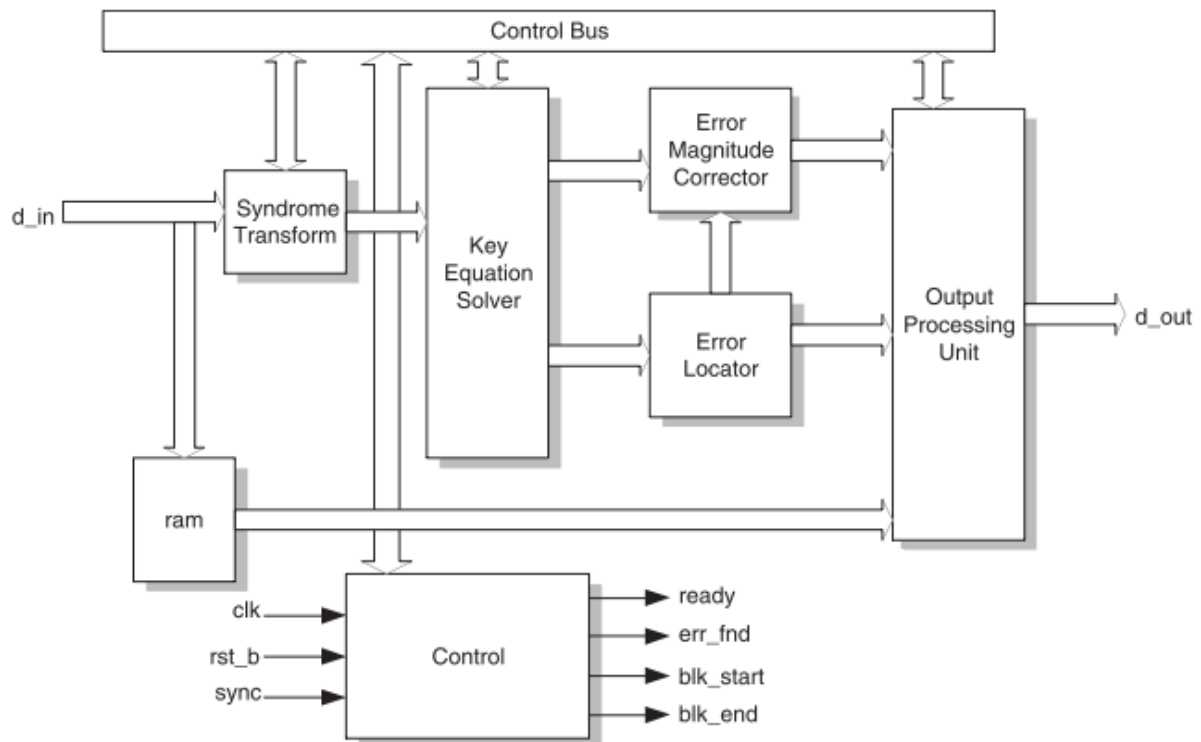 Control Bus
d_in
Syndrome
Transform
Key
Equation
Solver
Error
Magnitude
Corrector
Error
Locator
Output
Processing
Unit
d_out
ram
clk
rst_b
sync
Control
ready
err_fnd
blk_start
blk_end